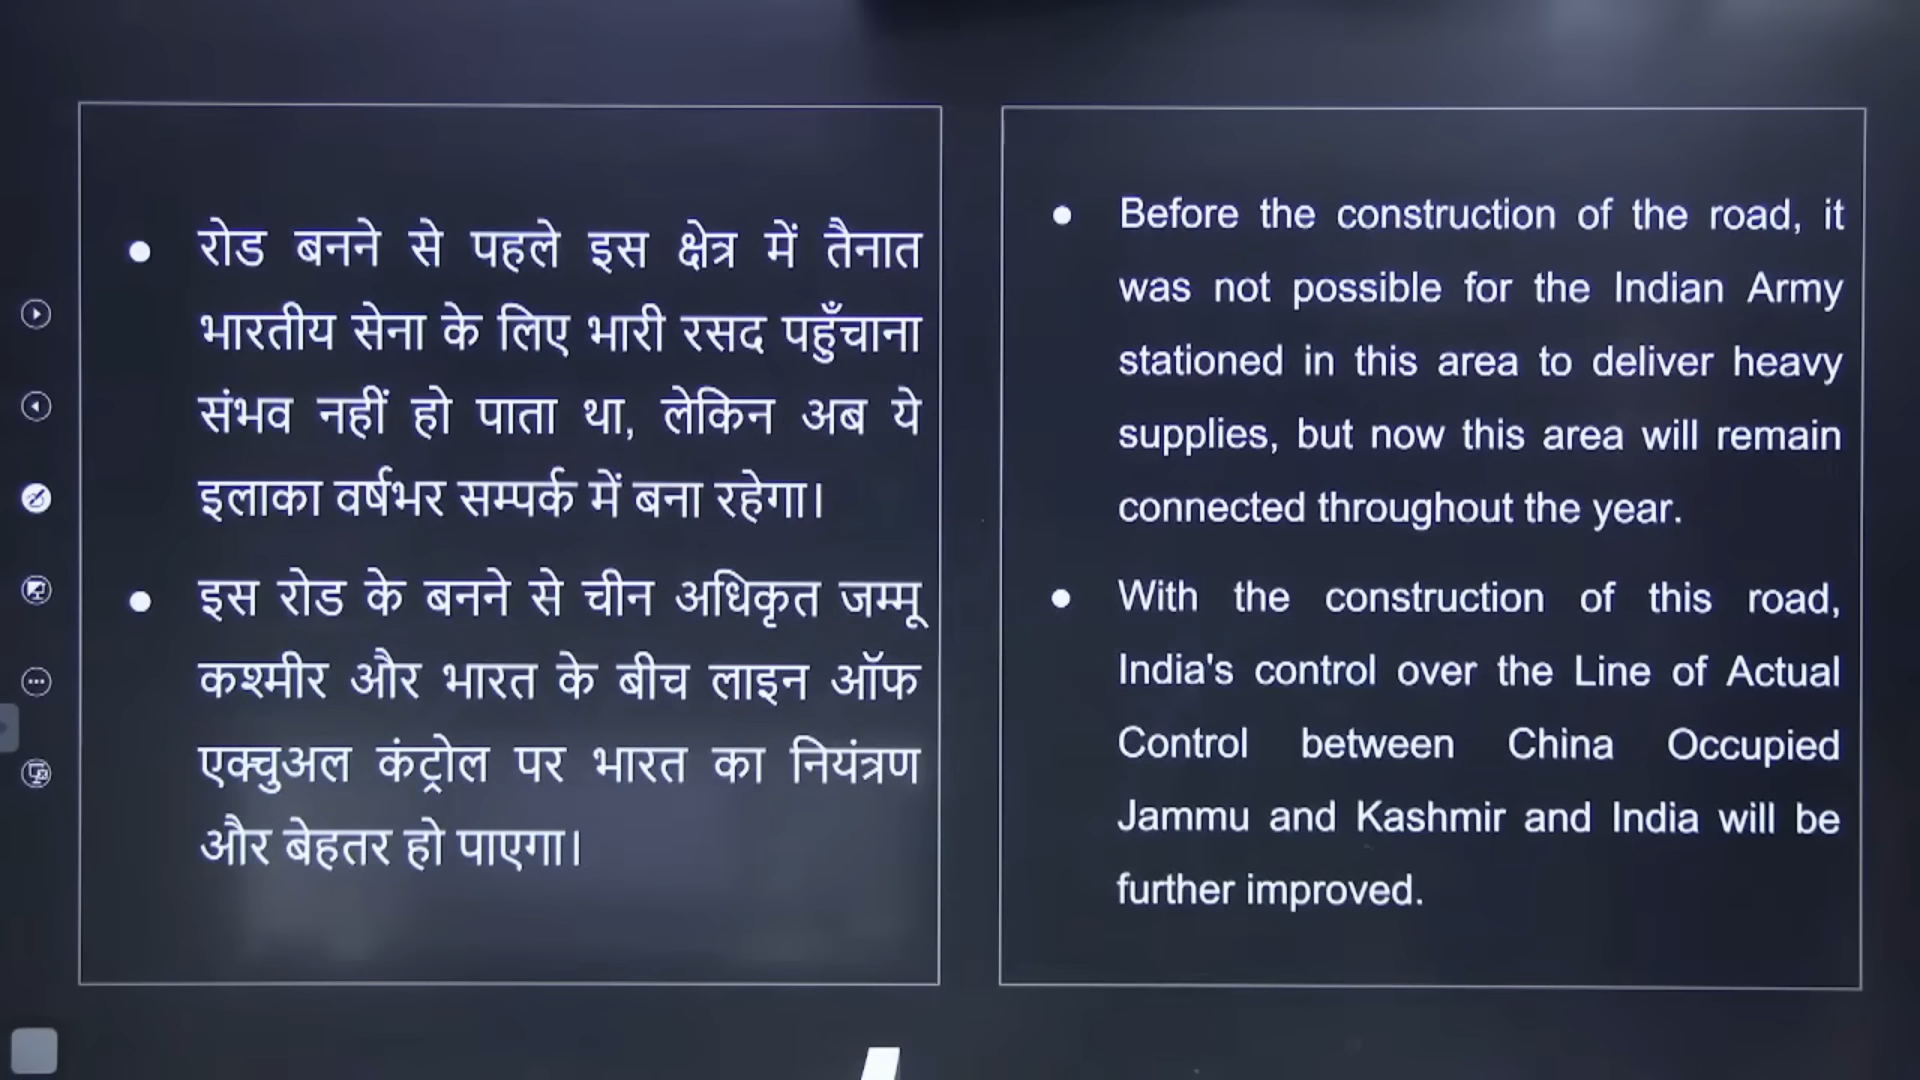 रोड बनने से पहले इस क्षेत्र में तैनात
भारतीय सेना के लिए भारी रसद पहुँचाना
संभव नहीं हो पाता था, लेकिन अब ये
इलाका वर्षभर सम्पर्क में बना रहेगा।
इस रोड के बनने से चीन अधिकृत जम्मू
कश्मीर और भारत के बीच लाइन ऑफ
एक्चुअल कंट्रोल पर भारत का नियंत्रण
और बेहतर हो पाएगा।
Before the construction of the road, it
was not possible for the Indian Army
stationed in this area to deliver heavy
supplies, but now this area will remain
connected throughout the year.
With the construction of this road,
India's control over the Line of Actual
Control between China Occupied
Jammu and Kashmir and India will be
further improved.